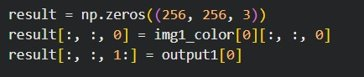 result = np.zeros((256, 256, 3))
result[:, :, 0] = img1_color[0][:, :, 0]
result[:, :, 1:] = output1[0]